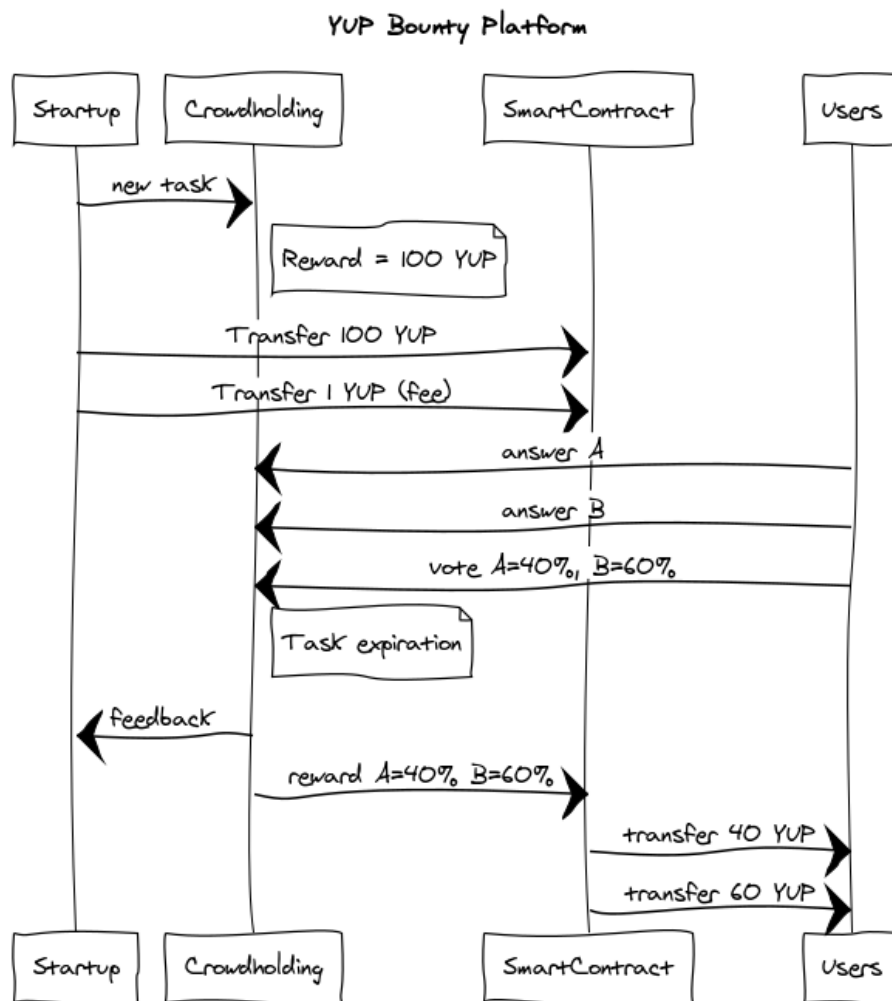 YUP Bounty Platform
Startup
Crowdholding
SmartContract
Users
new task
Reward = 100 YUP
Transfer 100 YUP
Transfer 1 YUP (fee)
answer A
answer B
vote A=40%, B=60%
Task expiration
feedback
reward A=40% B=60%
transfer 40 YUP
transfer 60 YUP
Startup
Crowdholding
SmartContract
Users